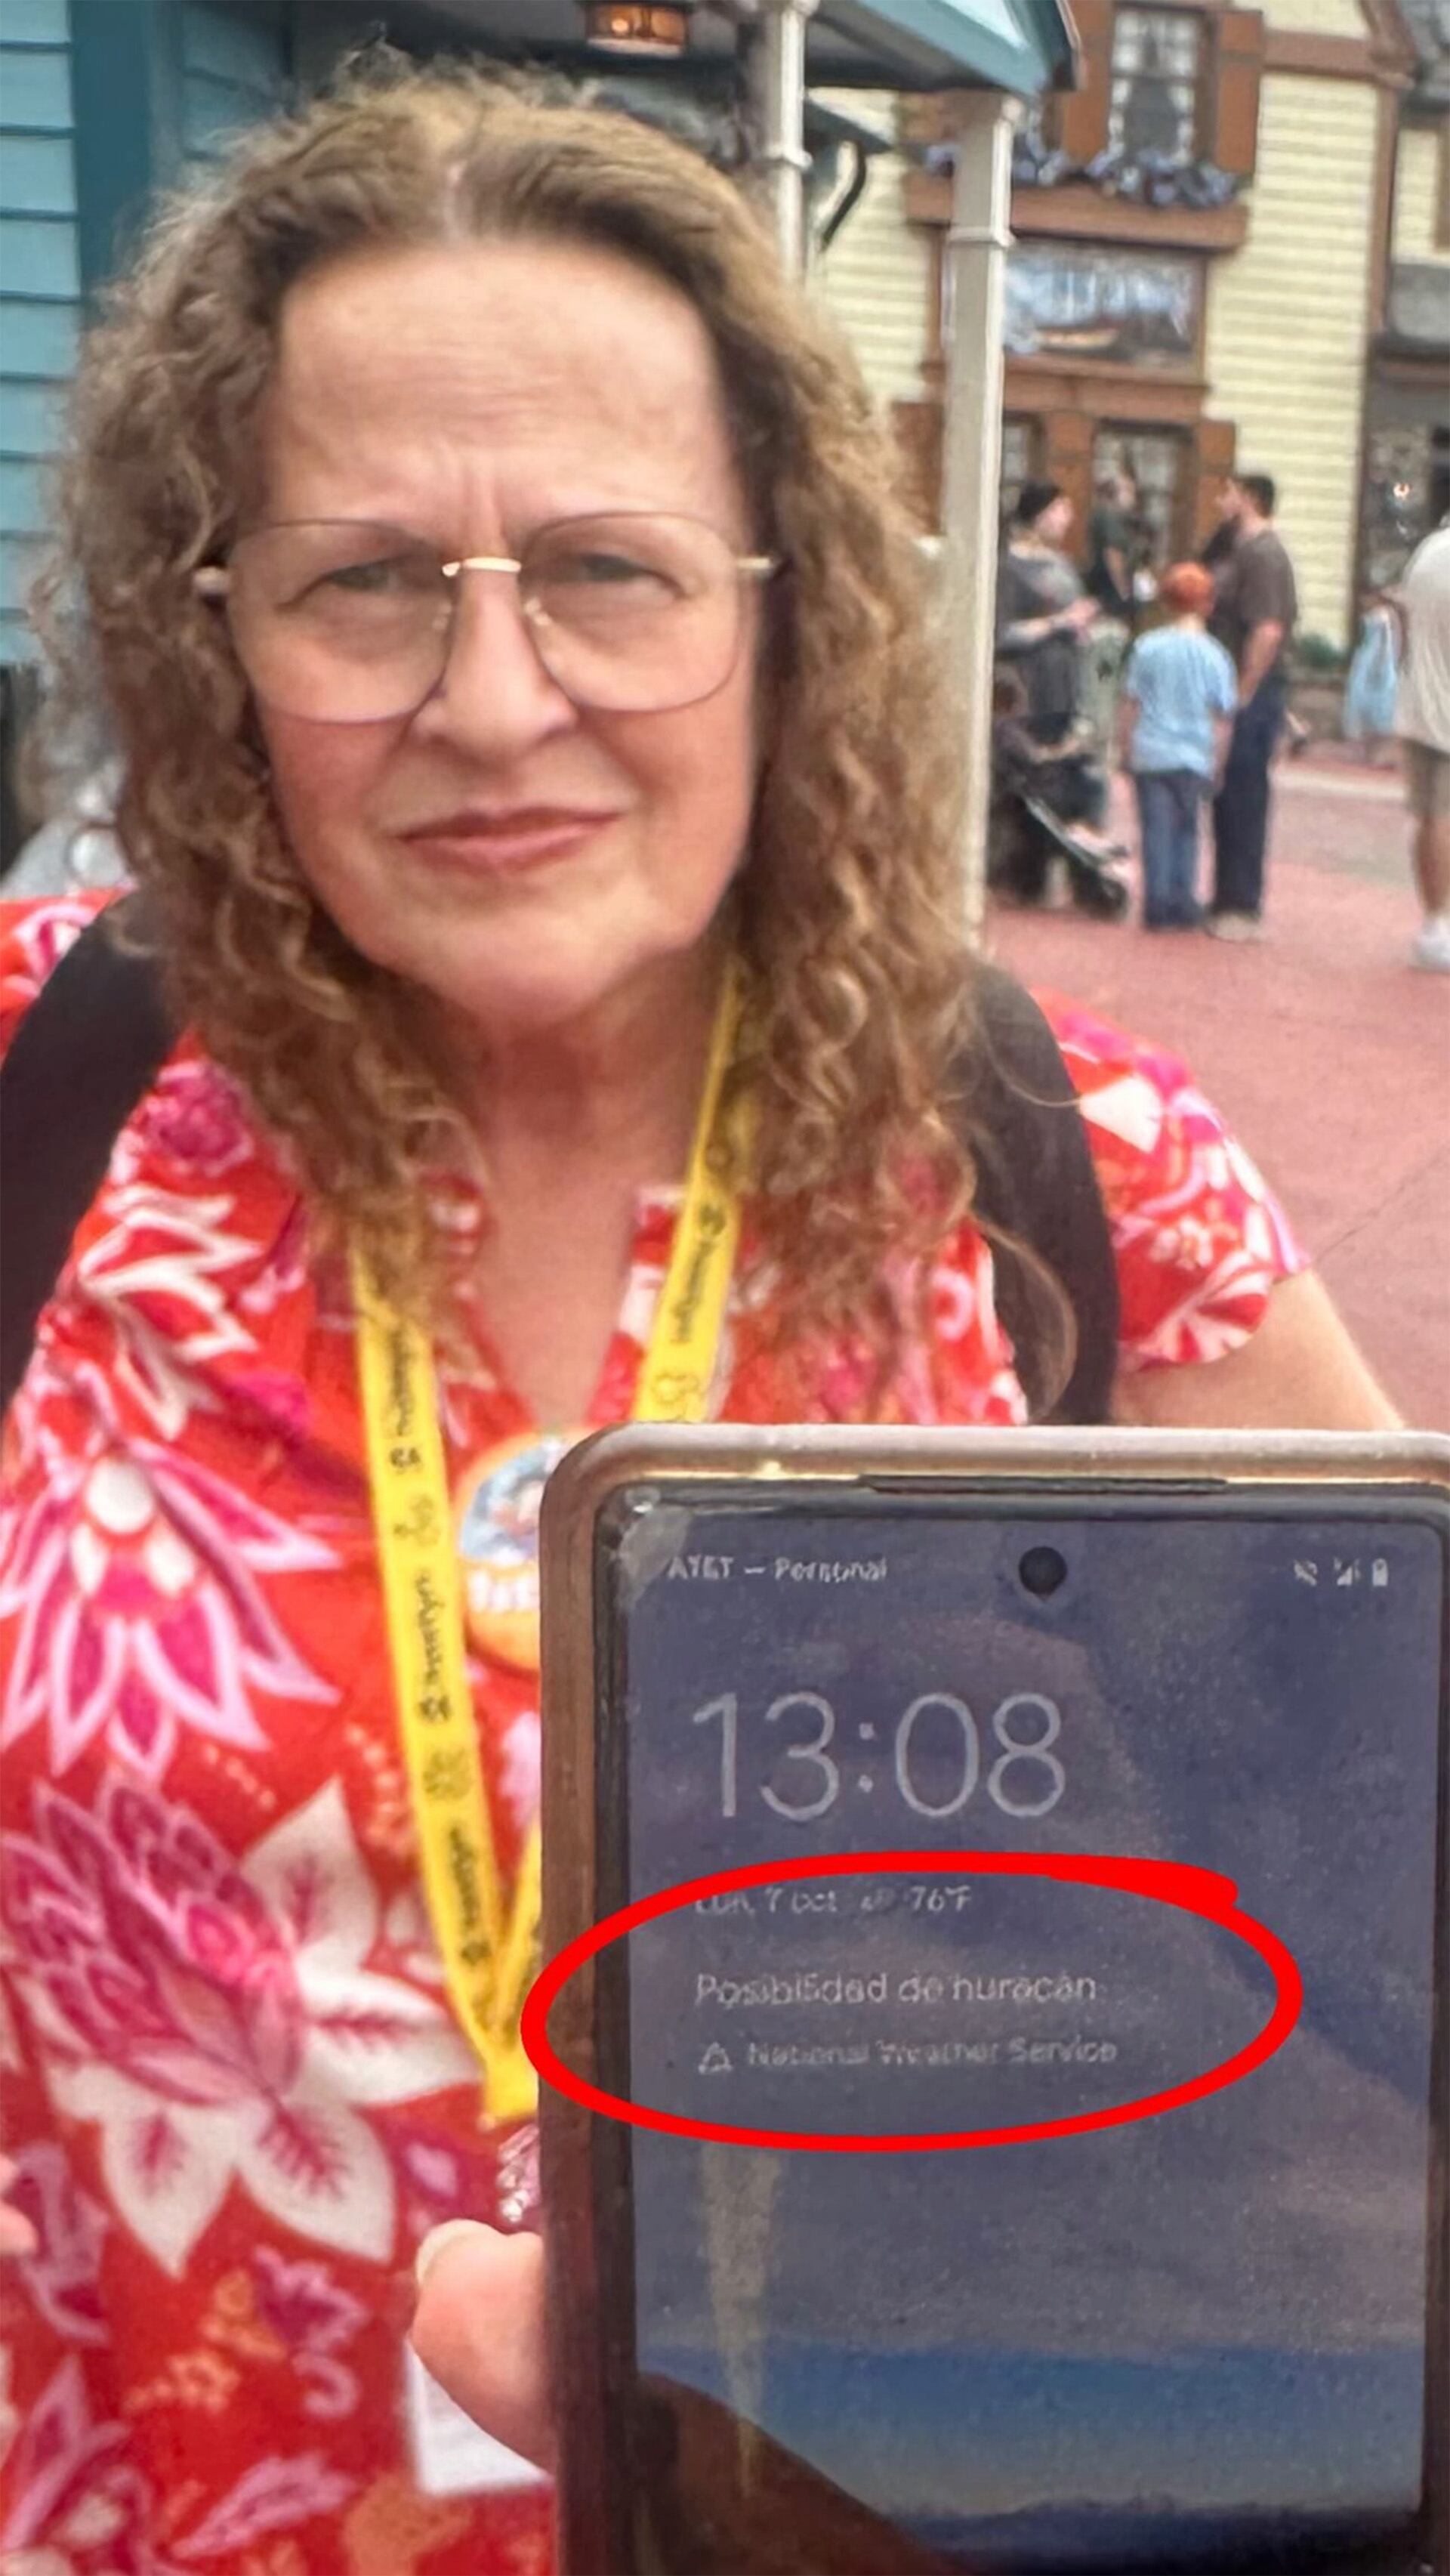 AT&T — Personal
13:08
lun, 7 oct 76°F
Posibilidad de huracán
National Weather Service